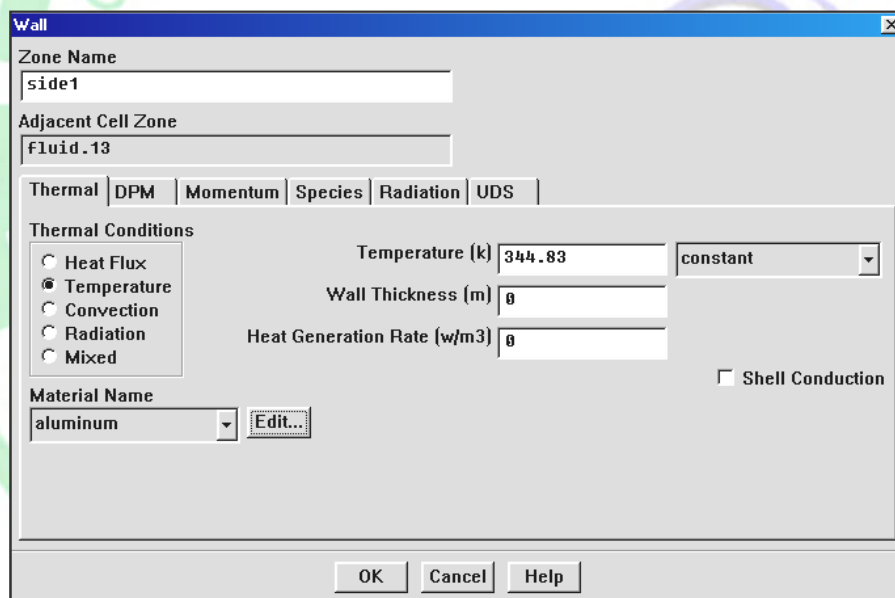 Wall
Zone Name
side1
Adjacent Cell Zone
fluid.13
Thermal DPM Momentum Species Radiation UDS
Thermal Conditions
Heat Flux
Temperature
Convection
Radiation
Mixed
Temperature (k) 344.83 constant
Wall Thickness (m) 0
Heat Generation Rate (w/m3) 0
Shell Conduction
Material Name
aluminum Edit...
OK Cancel Help